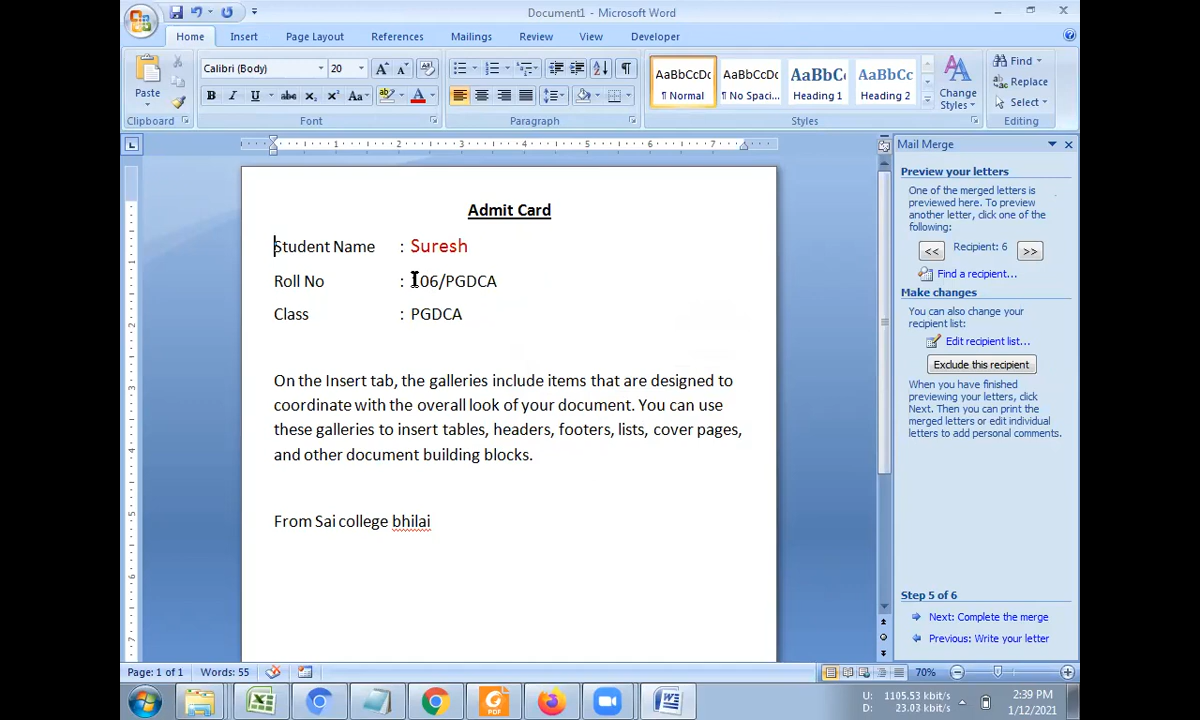 Document1 - Microsoft Word
Home Insert Page Layout References Mailings Review View Developer
Paste
Clipboard
Calibri (Body) 20
Font
Paragraph
AaBbCcDc AaBbCcDc AaBbC AaBbCc
¶ Normal ¶ No Spaci... Heading 1 Heading 2
Change Styles
Styles
Find
Replace
Select
Editing
1 2 3 4 5 6 7
Mail Merge
Admit Card
Student Name : Suresh
Roll No : 106/PGDCA
Class : PGDCA
On the Insert tab, the galleries include items that are designed to
coordinate with the overall look of your document. You can use
these galleries to insert tables, headers, footers, lists, cover pages,
and other document building blocks.
From Sai college bhilai
Preview your letters
One of the merged letters is
previewed here. To preview
another letter, click one of the
following:
<< Recipient: 6 >>
Find a recipient...
Make changes
You can also change your
recipient list:
Edit recipient list...
Exclude this recipient
When you have finished
previewing your letters, click
Next. Then you can print the
merged letters or edit individual
letters to add personal comments.
Step 5 of 6
Next: Complete the merge
Previous: Write your letter
Page: 1 of 1 Words: 55
70%
U: 1105.53 kbit/s
D: 23.03 kbit/s
2:39 PM
1/12/2021